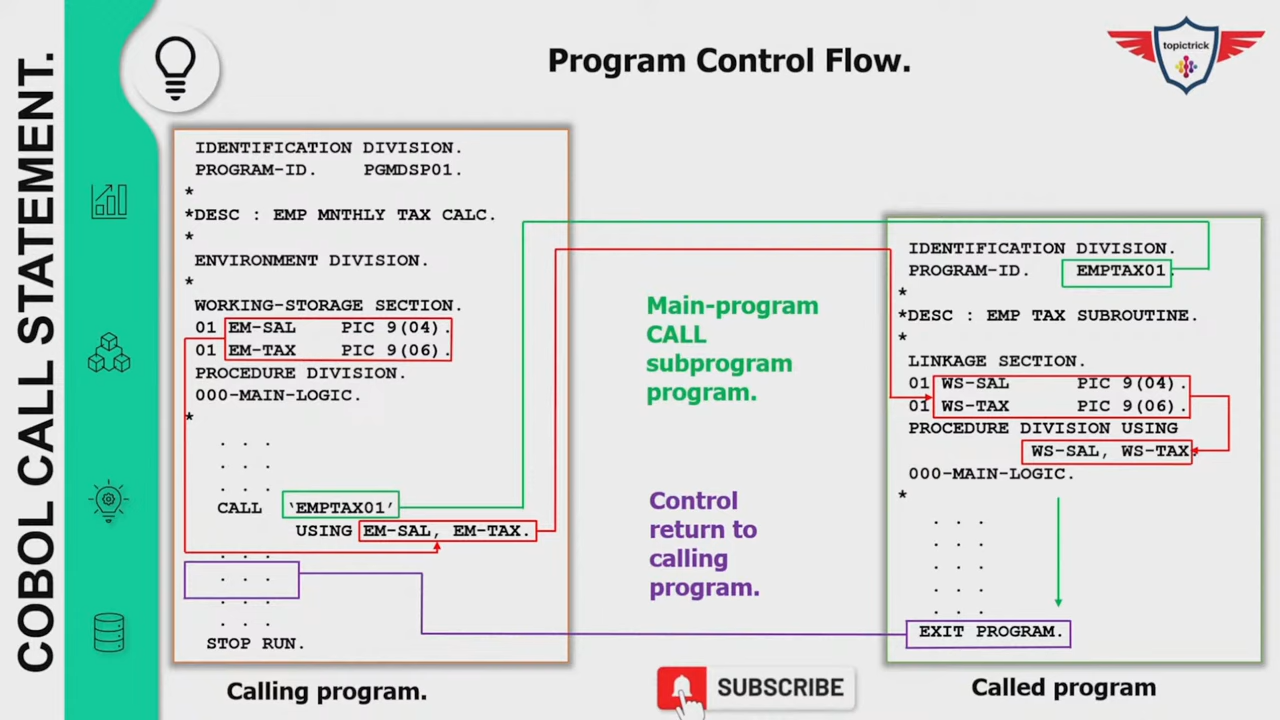 COBOL CALL STATEMENT.
Program Control Flow.
topictrick
IDENTIFICATION DIVISION.
PROGRAM-ID. PGMDSP01.
*
*DESC : EMP MNTHLY TAX CALC.
*
ENVIRONMENT DIVISION.
*
WORKING-STORAGE SECTION.
01 EM-SAL PIC 9(04).
01 EM-TAX PIC 9(06).
PROCEDURE DIVISION.
000-MAIN-LOGIC.
*
. . .
. . .
. . .
CALL ‘EMPTAX01’
USING EM-SAL, EM-TAX.
. . .
. . .
. . .
. . .
STOP RUN.
Calling program.
Main-program
CALL
subprogram
program.
Control
return to
calling
program.
SUBSCRIBE
IDENTIFICATION DIVISION.
PROGRAM-ID. EMPTAX01.
*
*DESC : EMP TAX SUBROUTINE.
*
LINKAGE SECTION.
01 WS-SAL PIC 9(04).
01 WS-TAX PIC 9(06).
PROCEDURE DIVISION USING
WS-SAL, WS-TAX.
000-MAIN-LOGIC.
*
. . .
. . .
. . .
. . .
. . .
EXIT PROGRAM.
Called program